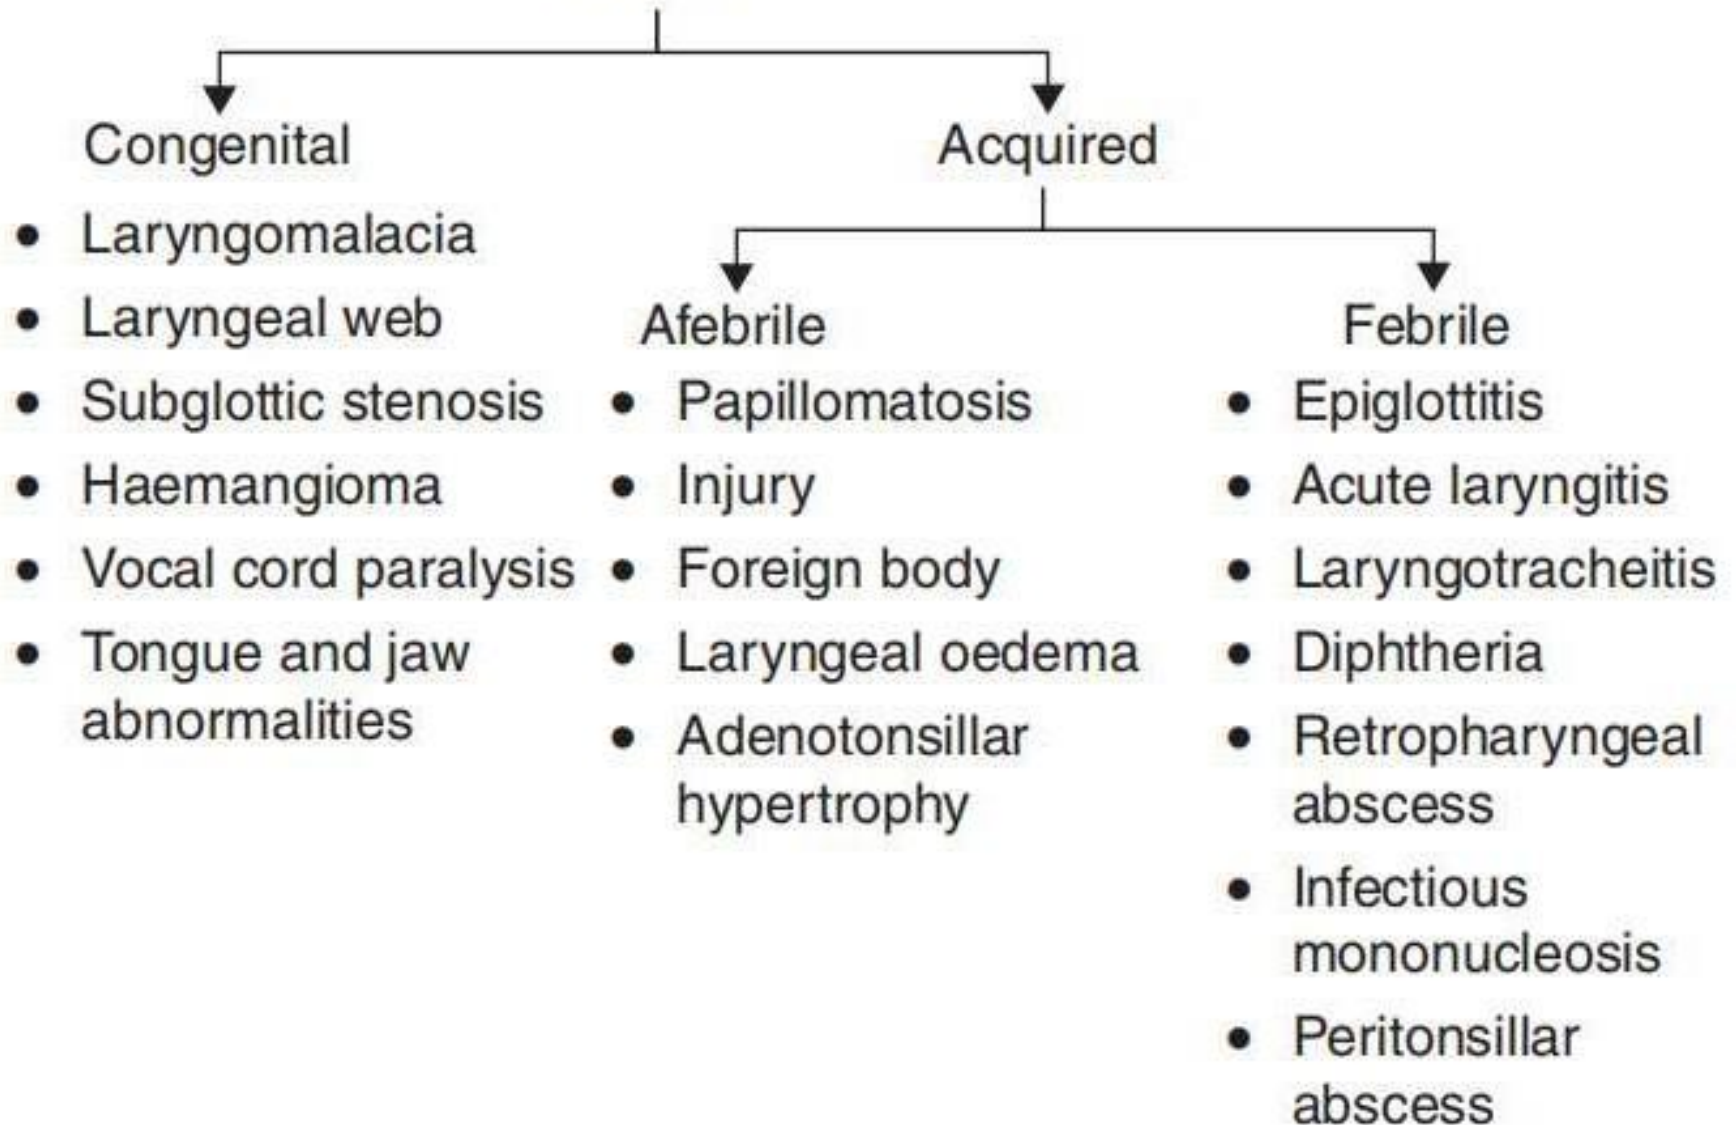 Congenital
• Laryngomalacia
• Laryngeal web
• Subglottic stenosis
• Haemangioma
• Vocal cord paralysis
• Tongue and jaw
abnormalities
Acquired
Afebrile
• Papillomatosis
• Injury
• Foreign body
• Laryngeal oedema
• Adenotonsillar
hypertrophy
Febrile
• Epiglottitis
• Acute laryngitis
• Laryngotracheitis
• Diphtheria
• Retropharyngeal
abscess
• Infectious
mononucleosis
• Peritonsillar
abscess